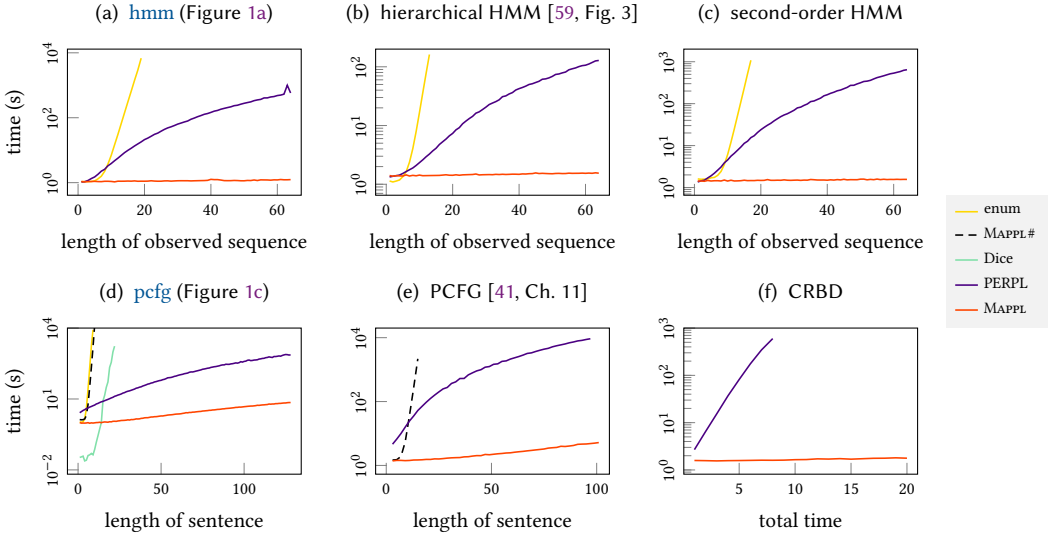 (a) hmm (Figure 1a)
(b) hierarchical HMM [59, Fig. 3]
(c) second-order HMM
time (s)
10^4
10^2
10^0
0 20 40 60
length of observed sequence
10^2
10^1
10^0
0 20 40 60
length of observed sequence
10^3
10^2
10^1
10^0
0 20 40 60
length of observed sequence
enum
MAPPL#
Dice
PERPL
MAPPL
(d) pcfg (Figure 1c)
(e) PCFG [41, Ch. 11]
(f) CRBD
time (s)
10^4
10^1
10^−2
0 50 100
length of sentence
10^4
10^2
10^0
0 50 100
length of sentence
10^3
10^2
10^1
10^0
5 10 15 20
total time